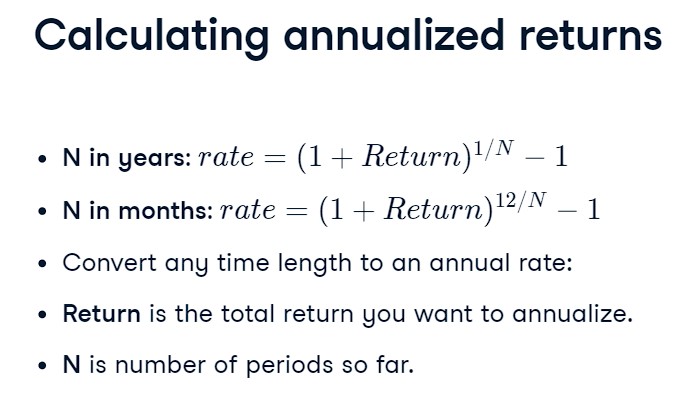 Calculating annualized returns
• N in years: rate = (1 + Return)^{1/N} − 1
• N in months: rate = (1 + Return)^{12/N} − 1
• Convert any time length to an annual rate:
• Return is the total return you want to annualize.
• N is number of periods so far.